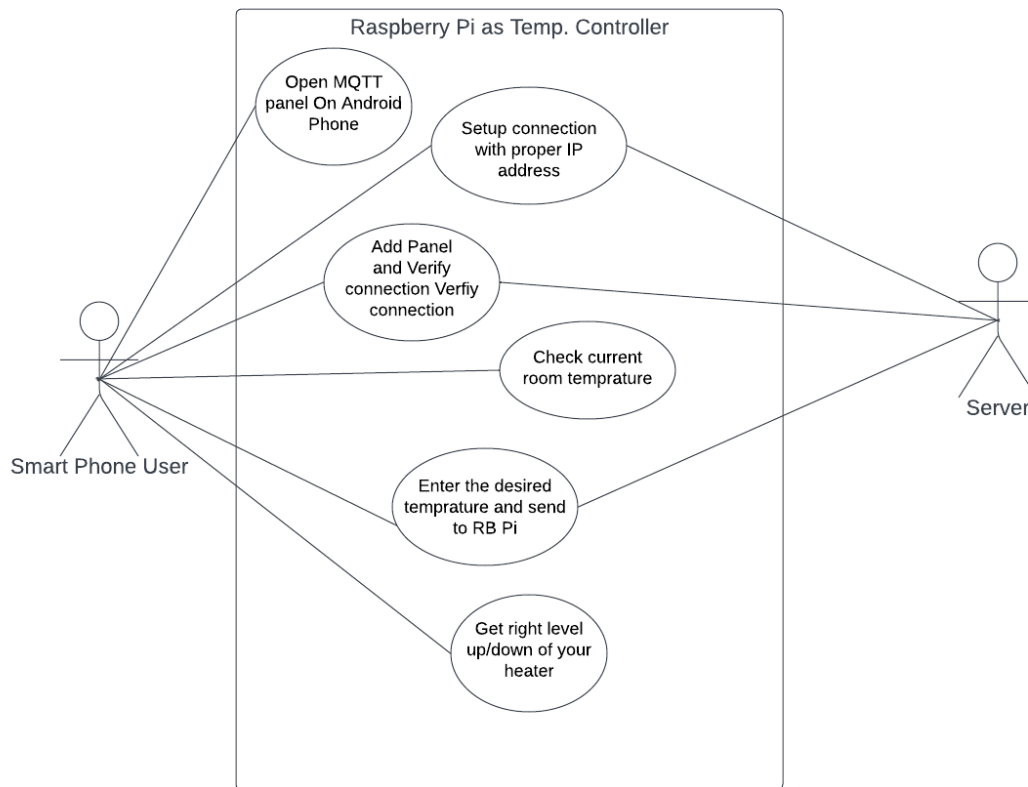 Raspberry Pi as Temp. Controller
Open MQTT
panel On Android
Phone
Setup connection
with proper IP
address
Add Panel
and Verify
connection Verfiy
connection
Check current
room temprature
Server
Smart Phone User
Enter the desired
temprature and send
to RB Pi
Get right level
up/down of your
heater